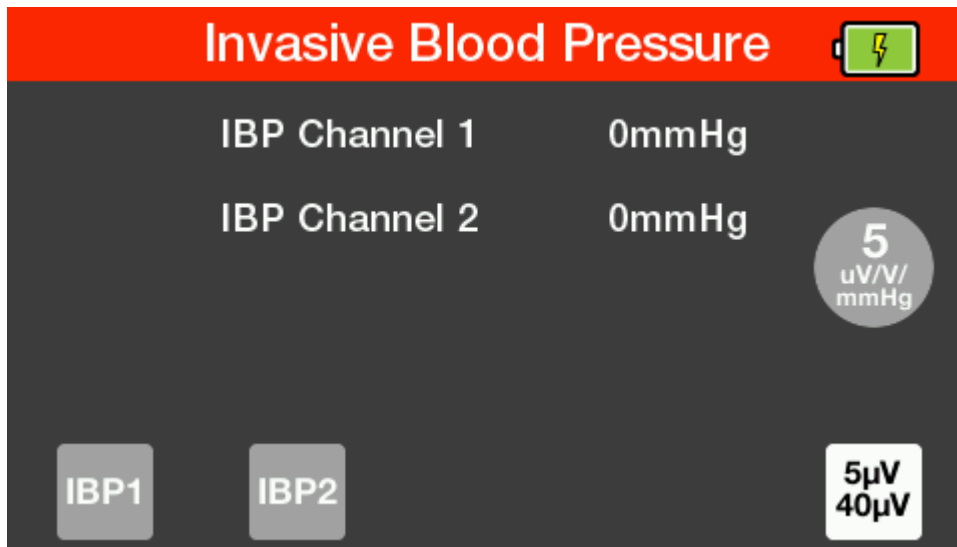 Invasive Blood Pressure
IBP Channel 1 0mmHg
IBP Channel 2 0mmHg
5
uV/V/
mmHg
IBP1 IBP2
5µV
40µV